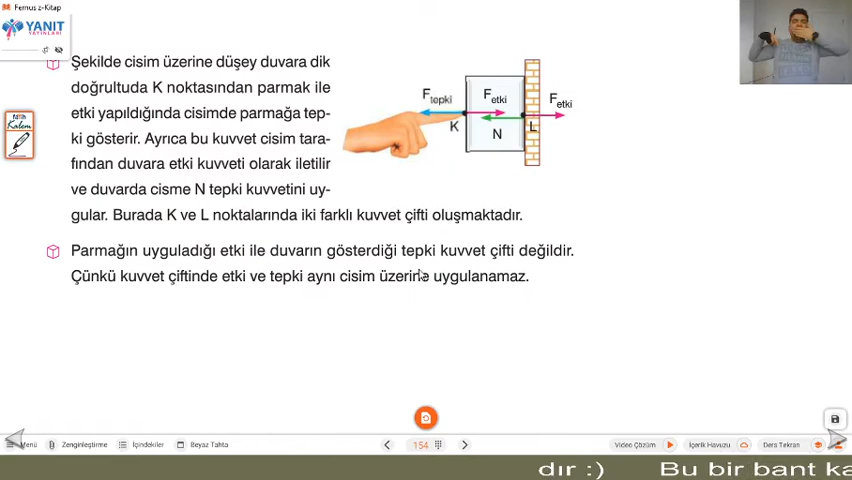 Fernus z-Kitap
YANIT
YAYINLARI
Şekilde cisim üzerine düşey duvara dik
doğrultuda K noktasından parmak ile
etki yapıldığında cisimde parmağa tep-
ki gösterir. Ayrıca bu kuvvet cisim tara-
fından duvara etki kuvveti olarak iletilir
ve duvarda cisme N tepki kuvvetini uy-
gular. Burada K ve L noktalarında iki farklı kuvvet çifti oluşmaktadır.
Ftepki
Fetki
Fetki
K
N
L
fatih
Kalem
Parmağın uyguladığı etki ile duvarın gösterdiği tepki kuvvet çifti değildir.
Çünkü kuvvet çiftinde etki ve tepki aynı cisim üzerine uygulanamaz.
Menü Zenginleştirme İçindekiler Beyaz Tahta 154 Video Çözüm İçerik Havuzu Ders Tekran
dır :) Bu bir bant ka